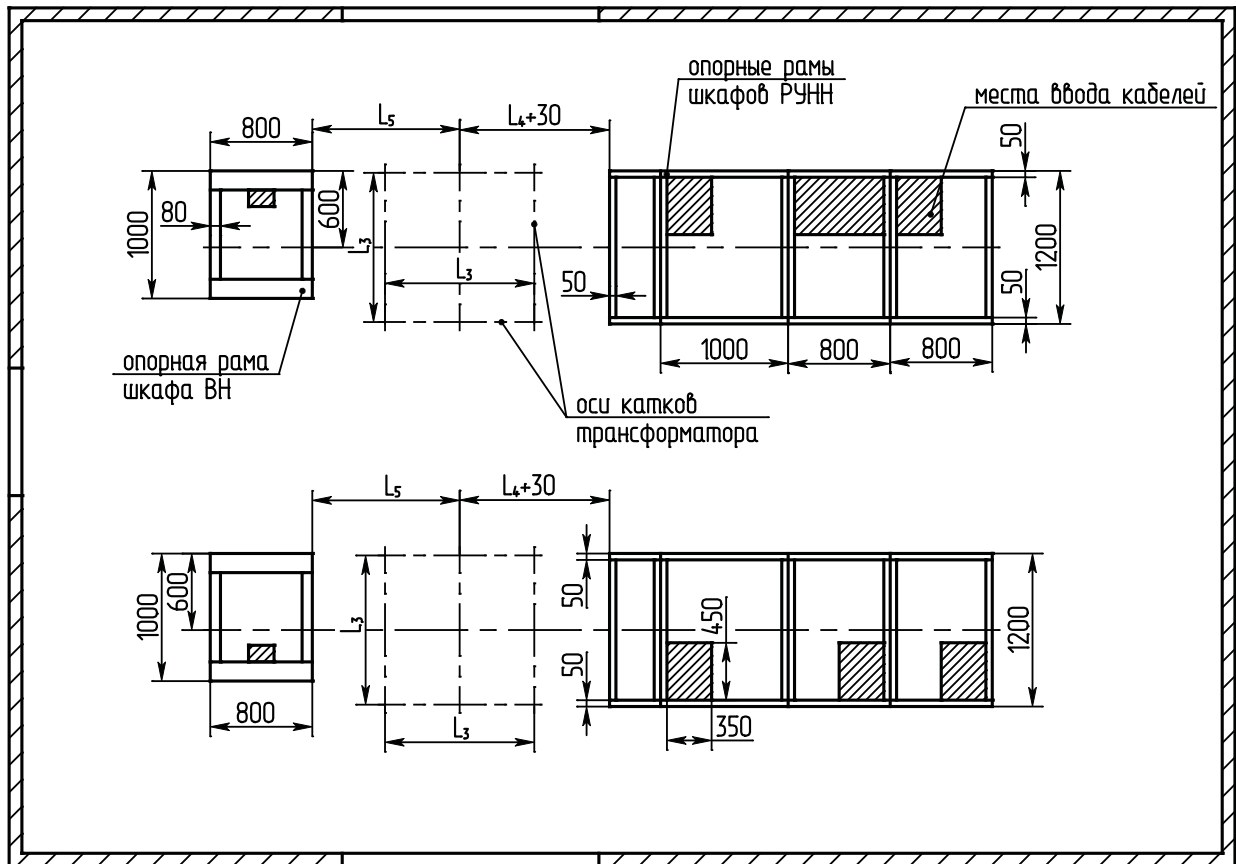 опорные рамы
шкафов РУНН
места ввода кабелей
L₅
L₄+30
800
50
1000
80
600
L₃
L₃
50
1200
50
1000
800
800
опорная рама
шкафа ВН
оси катков
трансформатора
L₅
L₄+30
1000
600
L₃
50
450
1200
50
800
L₃
350